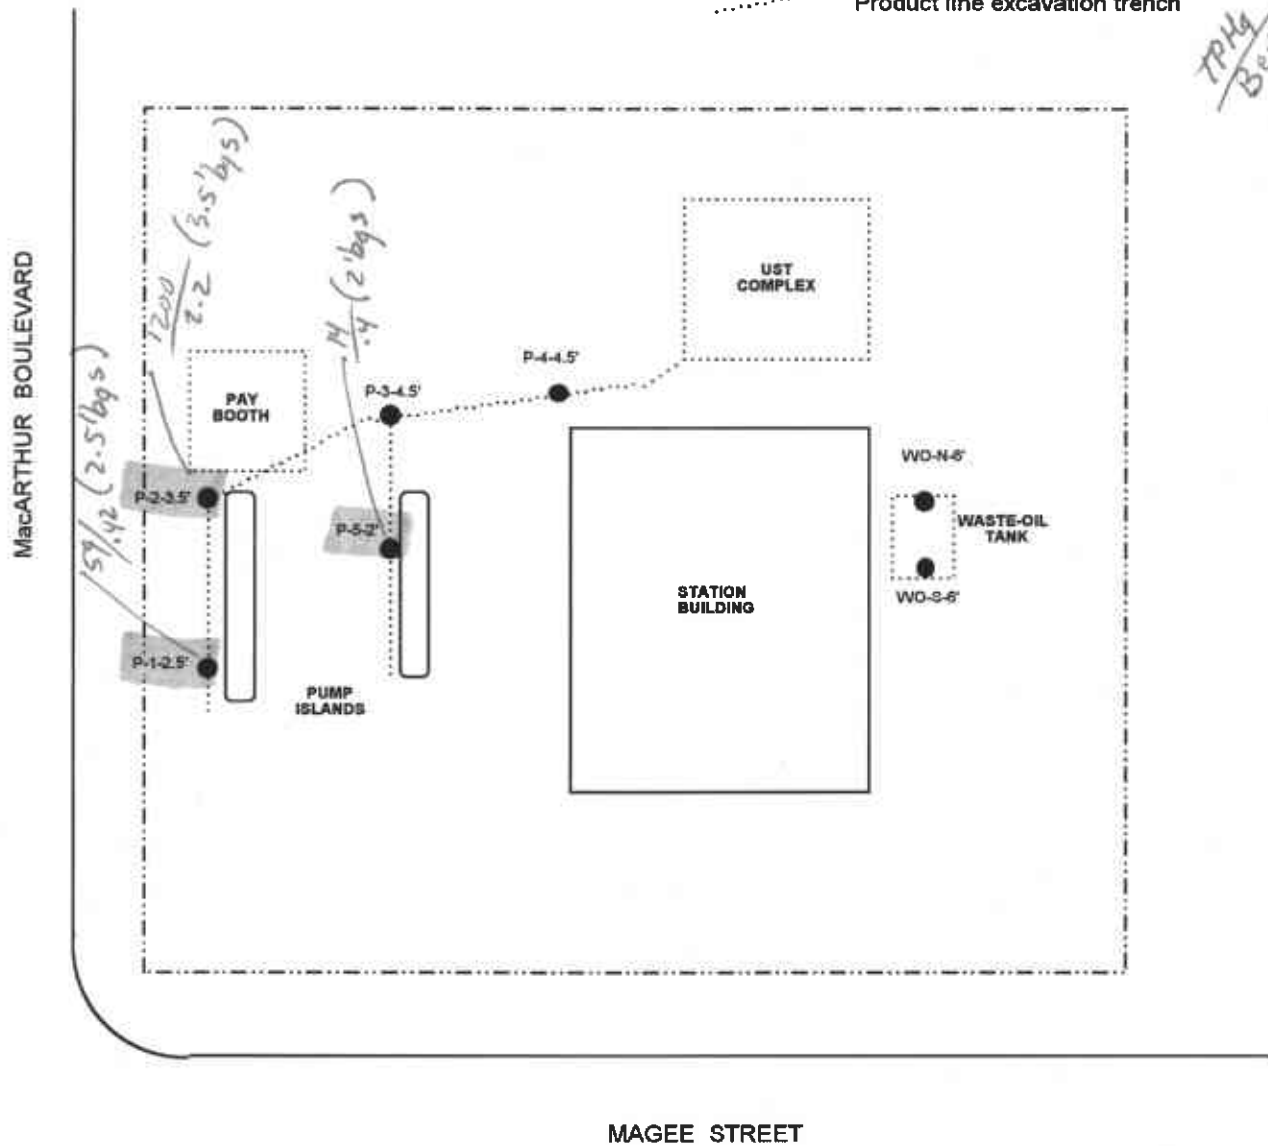 Product line excavation trench
TPHg
MacARTHUR BOULEVARD
1200
2.2 (3.5' bgs)
14
.4 (2' bgs)
59/.42 (2.5' bgs)
UST
COMPLEX
P-4-4.5'
P-3-4.5'
PAY
BOOTH
P-2-3.5'
P-5-2'
WO-N-6'
WASTE-OIL
TANK
WO-S-6'
STATION
BUILDING
P-1-2.5'
PUMP
ISLANDS
MAGEE STREET